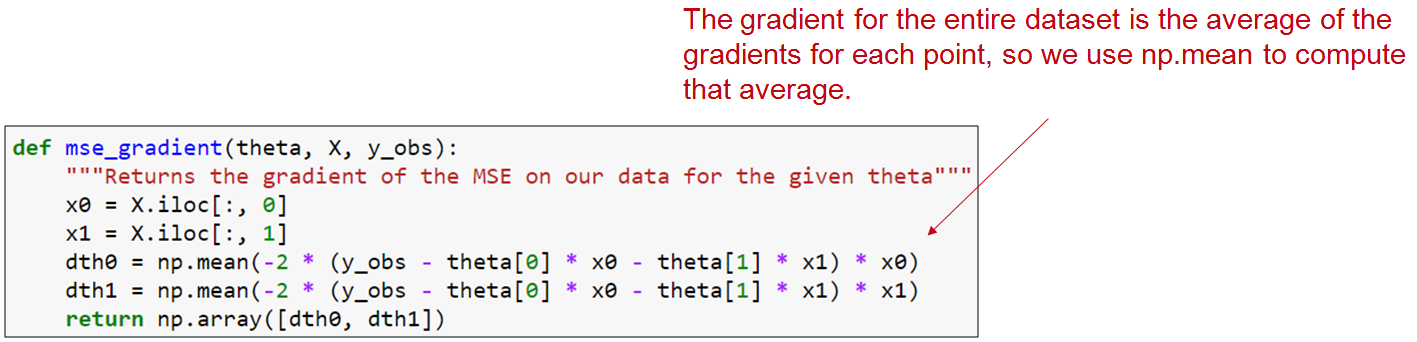 The gradient for the entire dataset is the average of the
gradients for each point, so we use np.mean to compute
that average.
def mse_gradient(theta, X, y_obs):
    """Returns the gradient of the MSE on our data for the given theta"""
    x0 = X.iloc[:, 0]
    x1 = X.iloc[:, 1]
    dth0 = np.mean(-2 * (y_obs - theta[0] * x0 - theta[1] * x1) * x0)
    dth1 = np.mean(-2 * (y_obs - theta[0] * x0 - theta[1] * x1) * x1)
    return np.array([dth0, dth1])